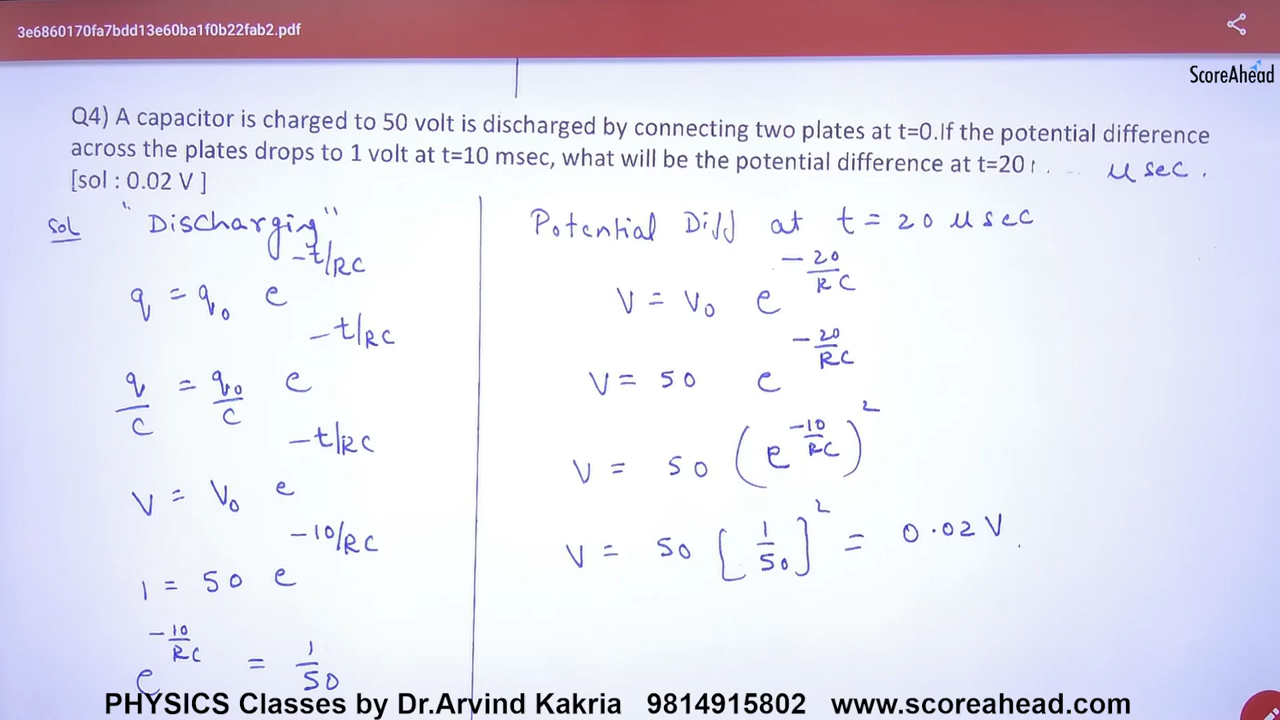 3e6860170fa7bdd13e60ba1f0b22fab2.pdf
ScoreAhead
Q4) A capacitor is charged to 50 volt is discharged by connecting two plates at t=0.If the potential difference
across the plates drops to 1 volt at t=10 msec, what will be the potential difference at t=20 μ sec.
[sol : 0.02 V ]
Sol "Discharging"
q = q₀ e^(-t/RC)
q/C = q₀/C e^(-t/RC)
V = V₀ e^(-t/RC)
1 = 50 e^(-10/RC)
e^(-10/RC) = 1/50
Potential Diff at t = 20 μ sec
V = V₀ e^(-20/RC)
V = 50 e^(-20/RC)
V = 50 (e^(-10/RC))²
V = 50 [1/50]² = 0.02 V
PHYSICS Classes by Dr.Arvind Kakria 9814915802 www.scoreahead.com